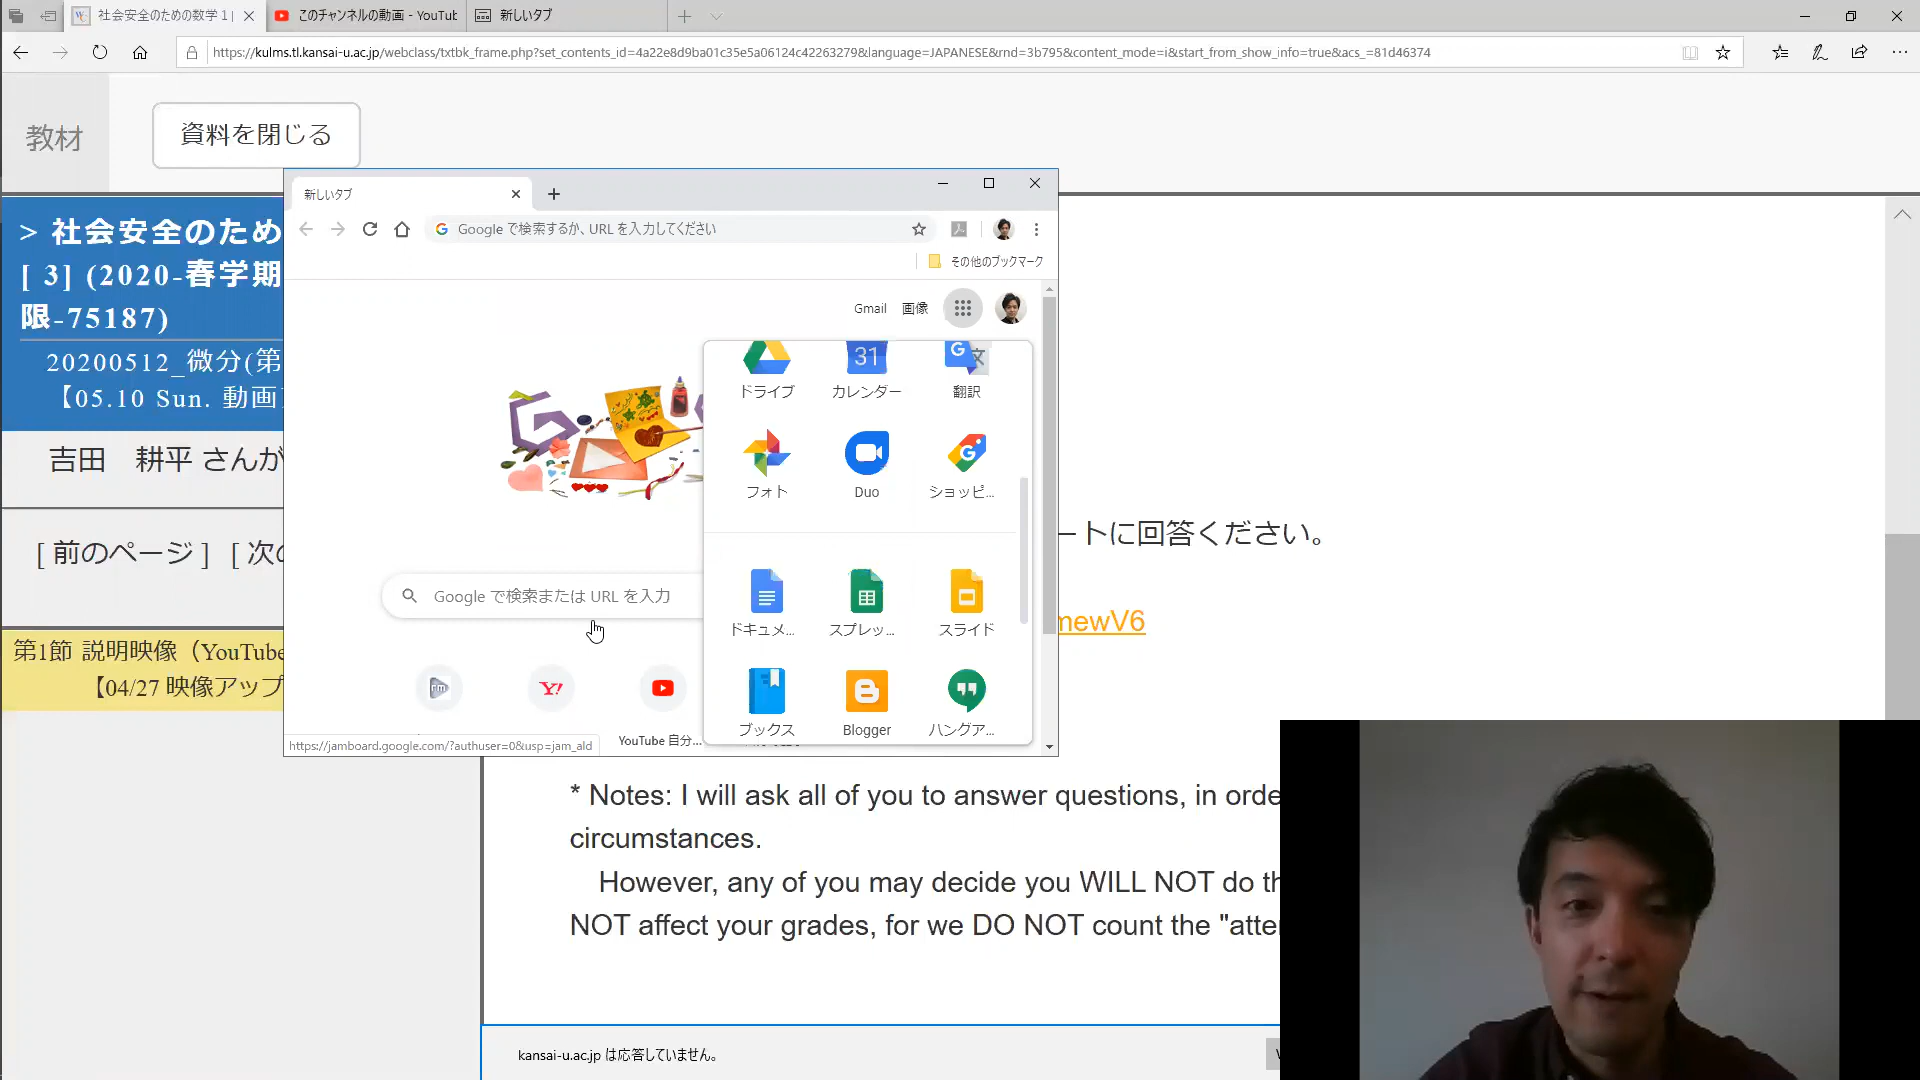 社会安全のための数学 1 |
このチャンネルの動画 - YouTub
新しいタブ
https://kulms.tl.kansai-u.ac.jp/webclass/txtbk_frame.php?set_contents_id=4a22e8d9ba01c35e5a06124c42263279&language=JAPANESE&rnd=3b795&content_mode=i&start_from_show_info=true&acs_=81d46374
教材
資料を閉じる
新しいタブ
Google で検索するか、URL を入力してください
その他のブックマーク
> 社会安全のため
[ 3] (2020-春学期
限-75187)
20200512_微分(第
【05.10 Sun. 動画
吉田　耕平 さんが
[ 前のページ ]
[ 次の
第1節 説明映像（YouTube
【04/27 映像アップ
Gmail
画像
31
ドライブ
カレンダー
翻訳
フォト
Duo
ショッピ...
ドキュメ...
スプレッ...
スライド
ブックス
Blogger
ハングア...
Google で検索または URL を入力
YouTube 自分...
https://jamboard.google.com/?authuser=0&usp=jam_ald
ートに回答ください。
mewV6
* Notes: I will ask all of you to answer questions, in orde
circumstances.
However, any of you may decide you WILL NOT do th
NOT affect your grades, for we DO NOT count the "atte
kansai-u.ac.jp は応答していません。